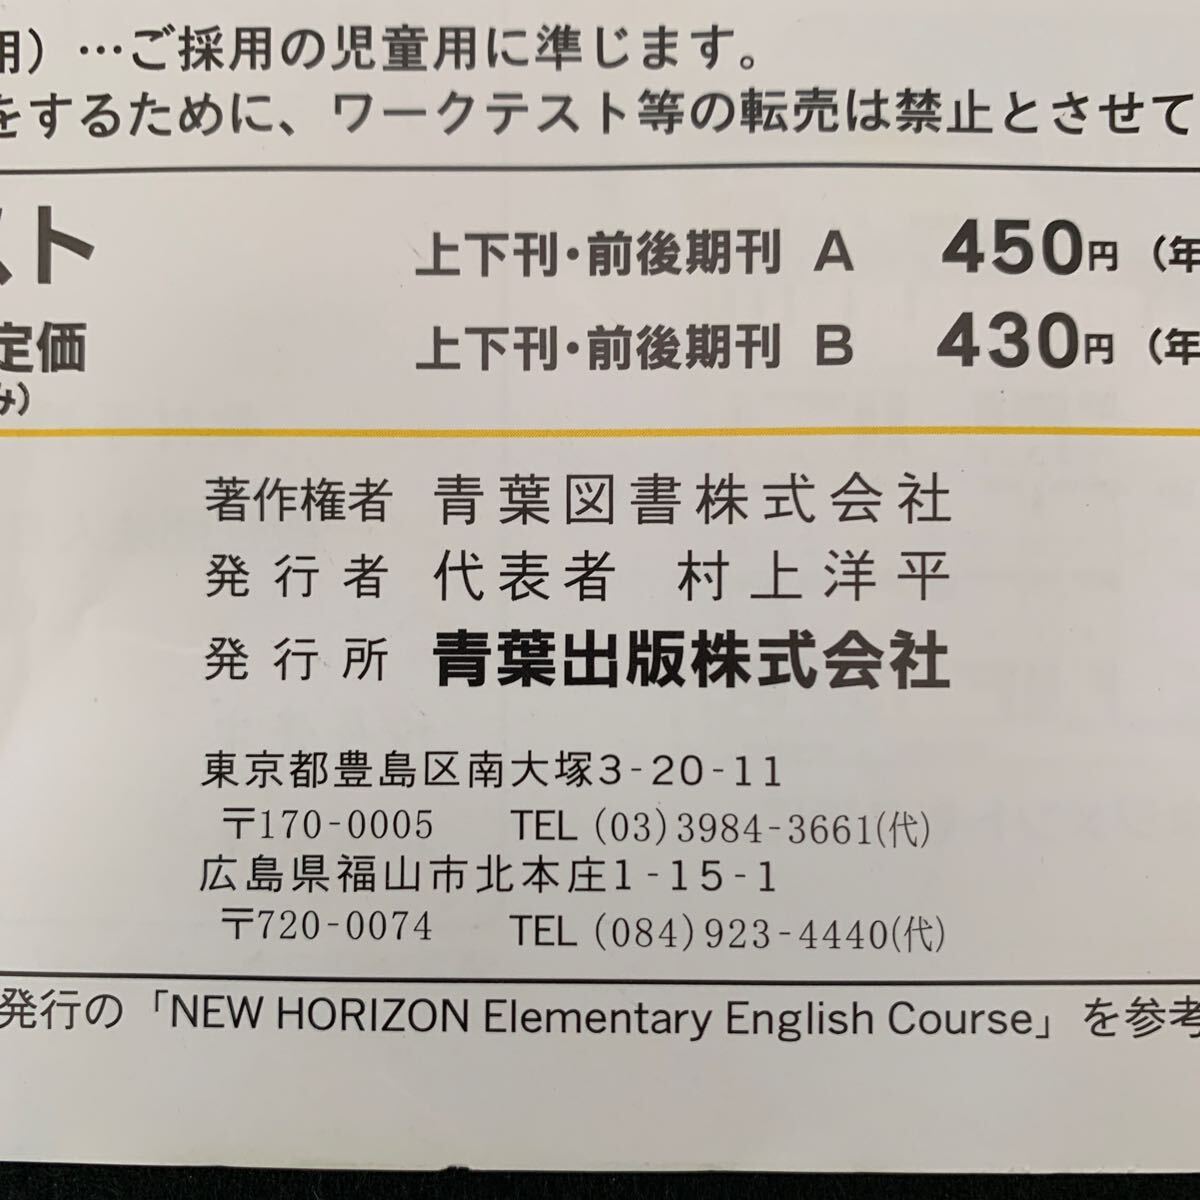 用）…ご採用の児童用に準じます。
をするために、ワークテスト等の転売は禁止とさせて
スト 上下刊・前後期刊 A 450円（年
定価 上下刊・前後期刊 B 430円（年
み）
著作権者 青葉図書株式会社
発行者 代表者 村上洋平
発行所 青葉出版株式会社
東京都豊島区南大塚3-20-11
〒170-0005 TEL (03)3984-3661(代)
広島県福山市北本庄1-15-1
〒720-0074 TEL (084)923-4440(代)
発行の「NEW HORIZON Elementary English Course」を参考